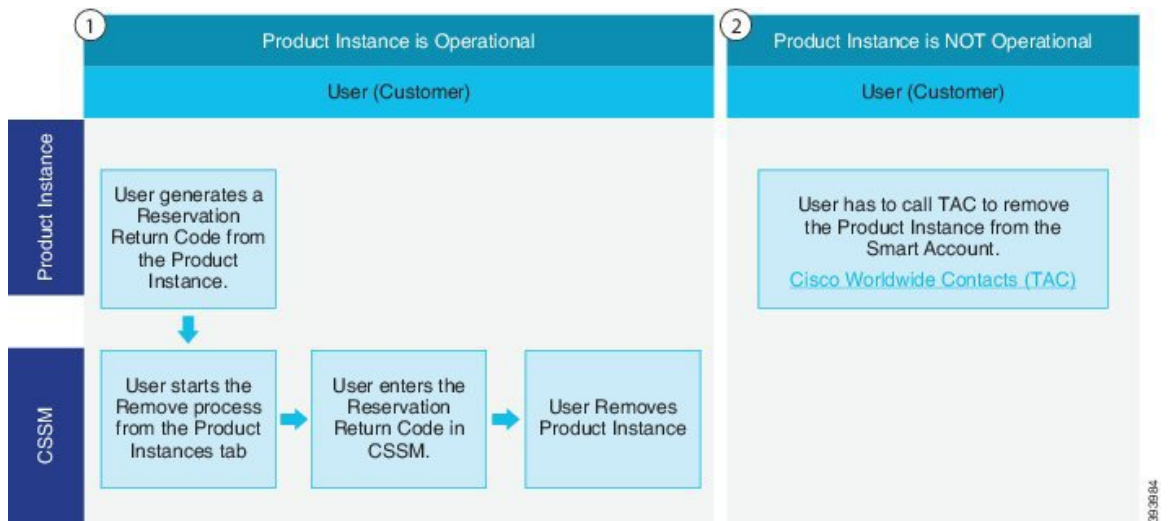 1
Product Instance is Operational
User (Customer)
2
Product Instance is NOT Operational
User (Customer)
Product Instance
User generates a
Reservation
Return Code from
the Product
Instance.
User has to call TAC to remove
the Product Instance from the
Smart Account.
Cisco Worldwide Contacts (TAC)
CSSM
User starts the
Remove process
from the Product
Instances tab
User enters the
Reservation
Return Code in
CSSM.
User Removes
Product Instance
393984